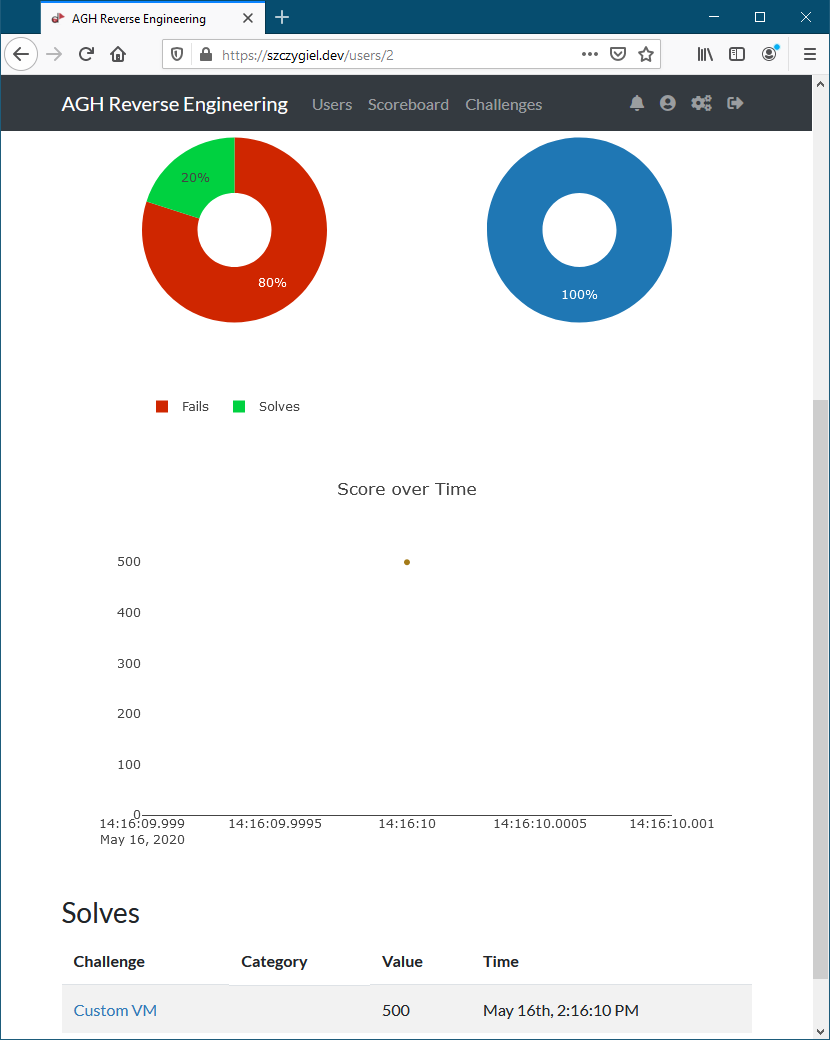 AGH Reverse Engineering
https://szczygiel.dev/users/2
AGH Reverse Engineering Users Scoreboard Challenges
20%
80%
100%
Fails Solves
Score over Time
500
400
300
200
100
0
14:16:09.999 14:16:09.9995 14:16:10 14:16:10.0005 14:16:10.001
May 16, 2020
Solves
Challenge Category Value Time
Custom VM 500 May 16th, 2:16:10 PM